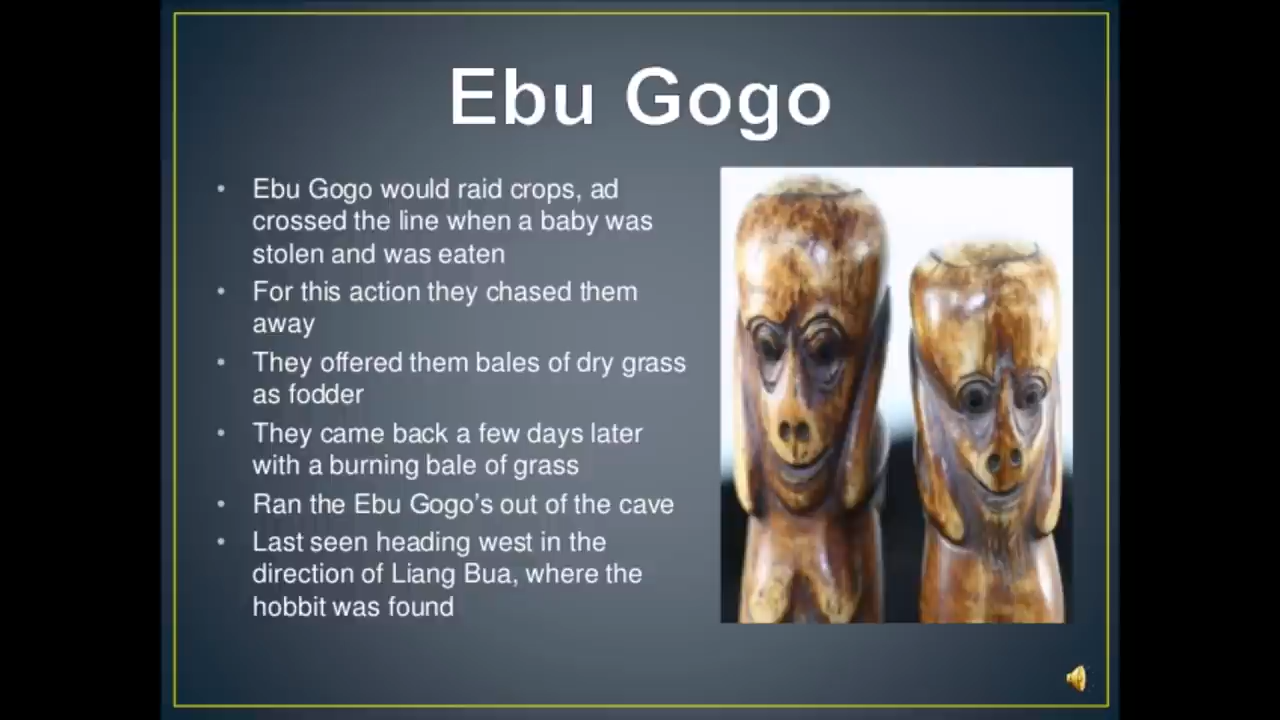 Ebu Gogo
• Ebu Gogo would raid crops, ad
crossed the line when a baby was
stolen and was eaten
• For this action they chased them
away
• They offered them bales of dry grass
as fodder
• They came back a few days later
with a burning bale of grass
• Ran the Ebu Gogo’s out of the cave
• Last seen heading west in the
direction of Liang Bua, where the
hobbit was found